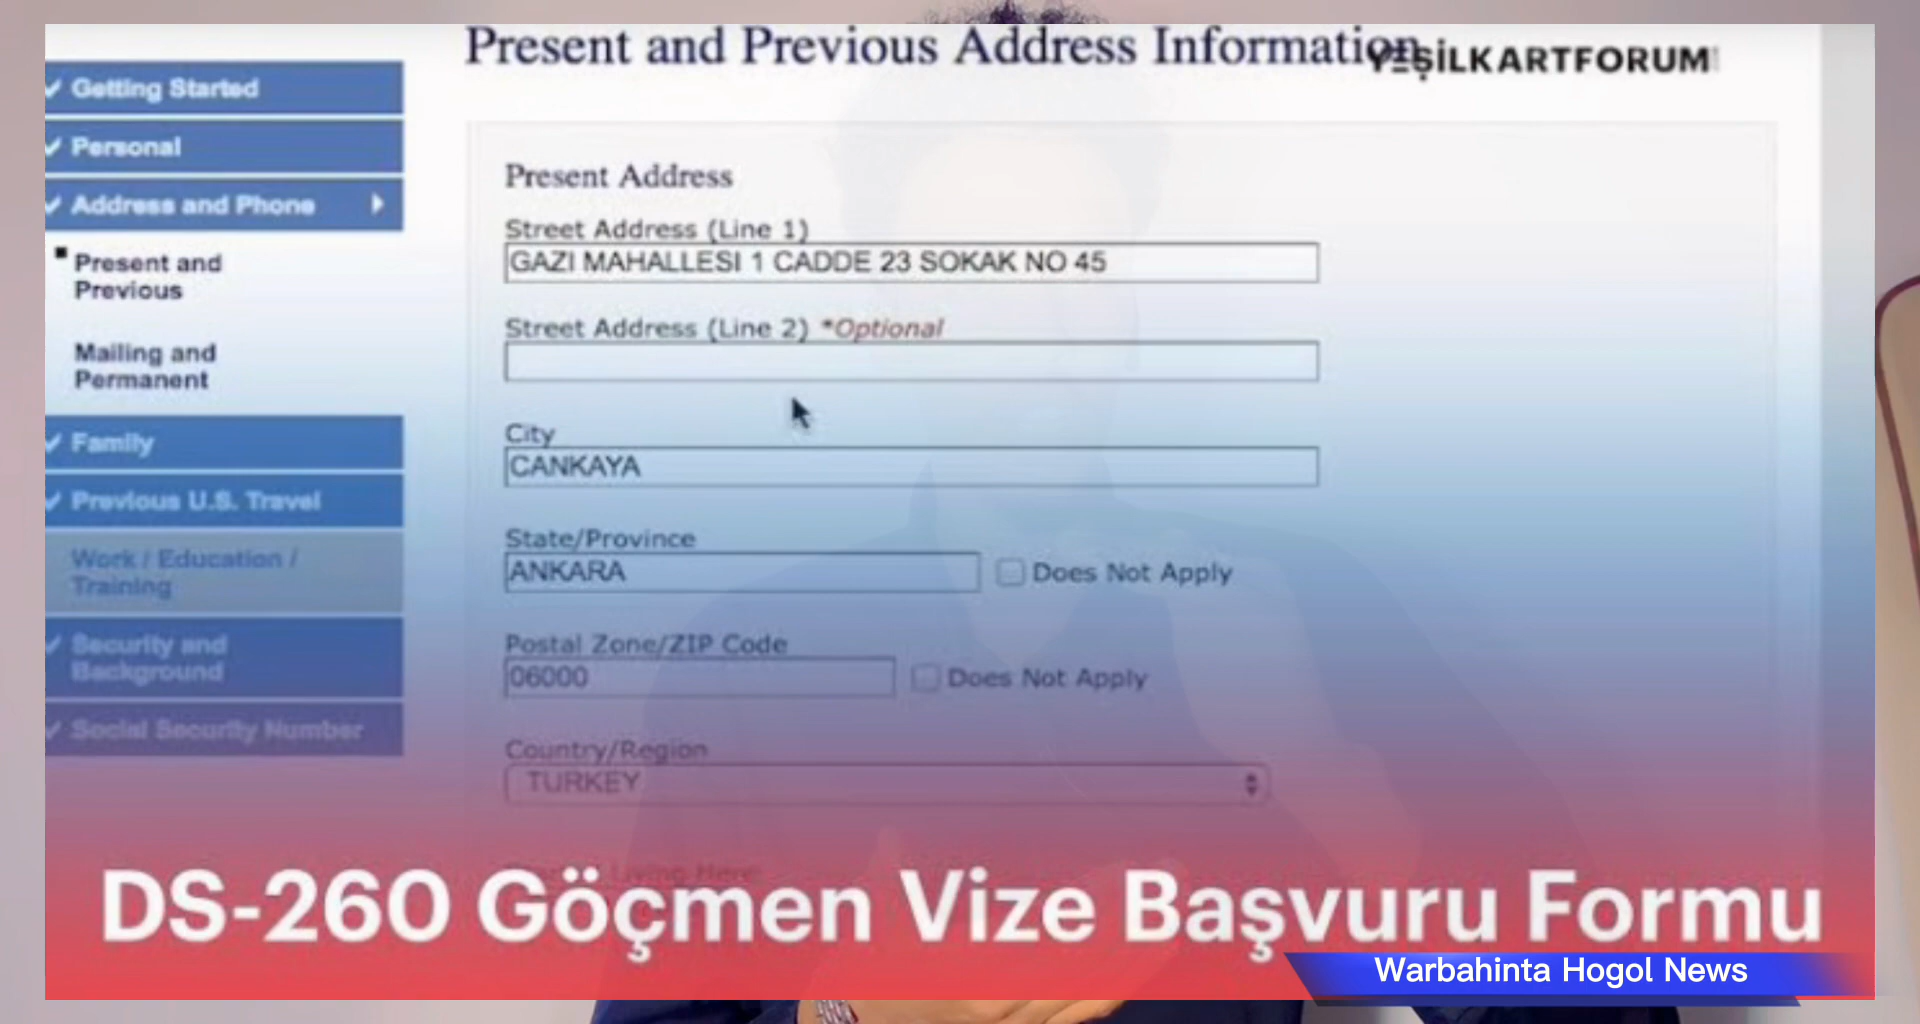 Present and Previous Address Information
YEŞİLKARTFORUM
Getting Started
Personal
Address and Phone
Present and
Previous
Mailing and
Permanent
Family
Previous U.S. Travel
Work / Education /
Training
Security and
Background
Social Security Number
Present Address
Street Address (Line 1)
GAZI MAHALLESI 1 CADDE 23 SOKAK NO 45
Street Address (Line 2) *Optional
City
CANKAYA
State/Province
ANKARA
Does Not Apply
Postal Zone/ZIP Code
06000
Does Not Apply
Country/Region
TURKEY
Living Here
DS-260 Göçmen Vize Başvuru Formu
Warbahinta Hogol News